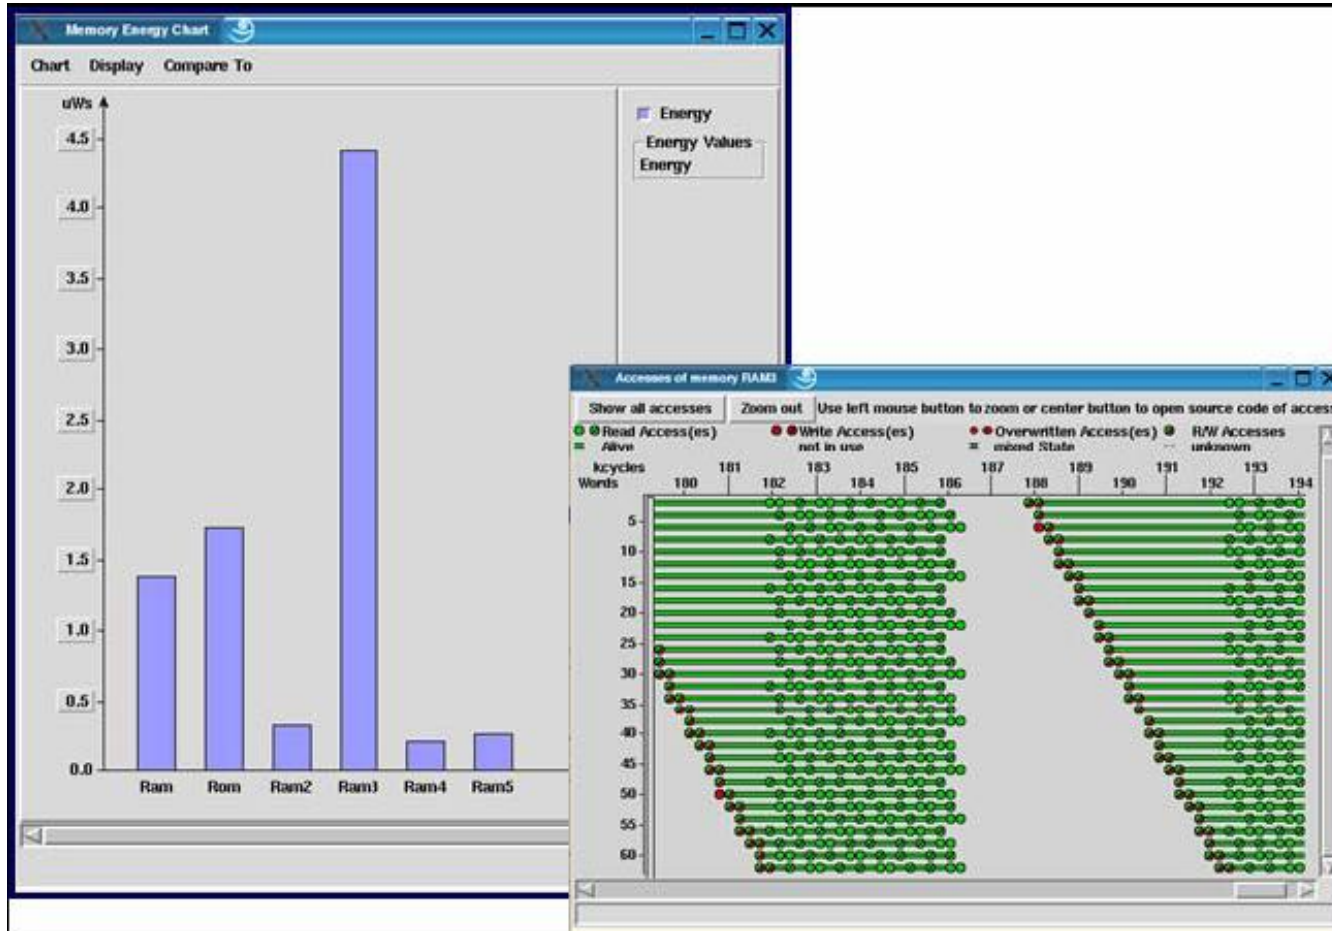 Memory Energy Chart
Chart Display Compare To
uWs
4.5
4.0
3.5
3.0
2.5
2.0
1.5
1.0
0.5
0.0
Ram Rom Ram2 Ram3 Ram4 Ram5
Energy
Energy Values
Energy
Accesses of memory RAM3
Show all accesses Zoom out Use left mouse button to zoom or center button to open source code of access
Read Access(es) Write Access(es) Overwritten Access(es) R/W Accesses
Alive not in use mixed State unknown
kcycles 181 183 185 187 189 191 193
Words 180 182 184 186 188 190 192 194
5
10
15
20
25
30
35
40
45
50
55
60